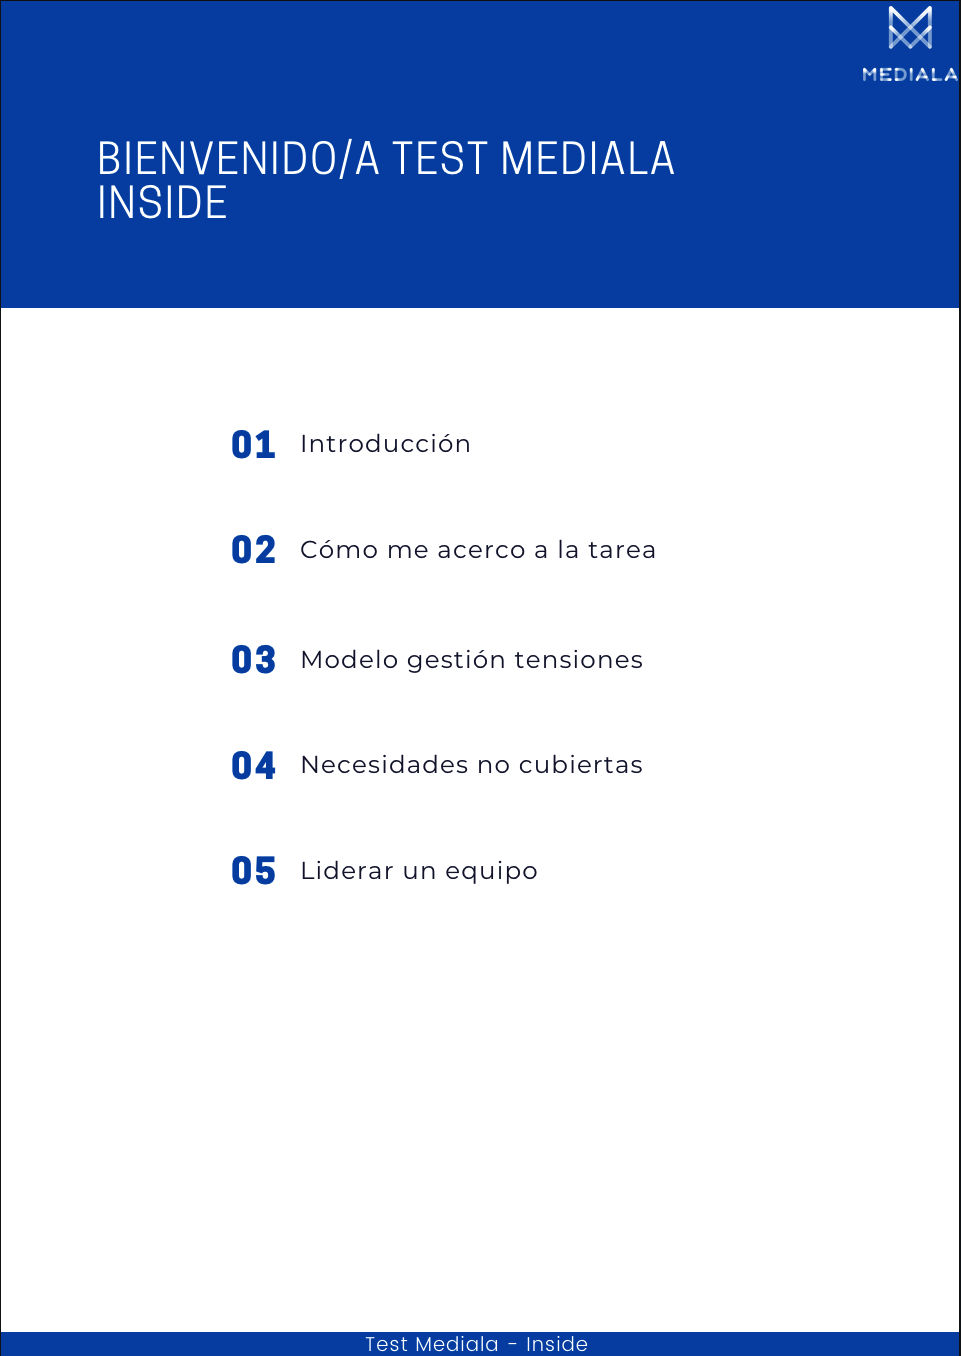 MEDIALA
BIENVENIDO/A TEST MEDIALA
INSIDE
01 Introducción
02 Cómo me acerco a la tarea
03 Modelo gestión tensiones
04 Necesidades no cubiertas
05 Liderar un equipo
Test Mediala - Inside